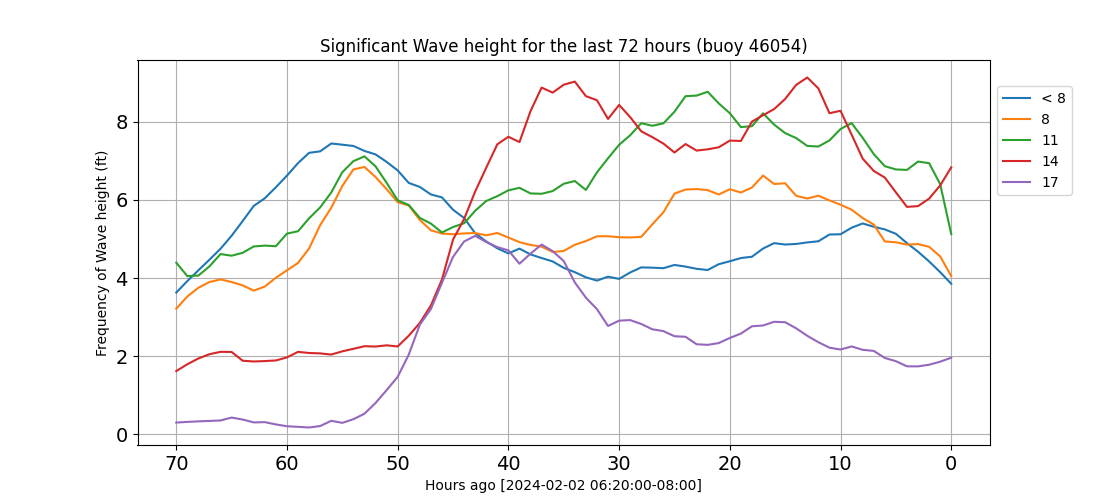 Significant Wave height for the last 72 hours (buoy 46054)
Frequency of Wave height (ft)
8
6
4
2
0
70 60 50 40 30 20 10 0
Hours ago [2024-02-02 06:20:00-08:00]
< 8
8
11
14
17